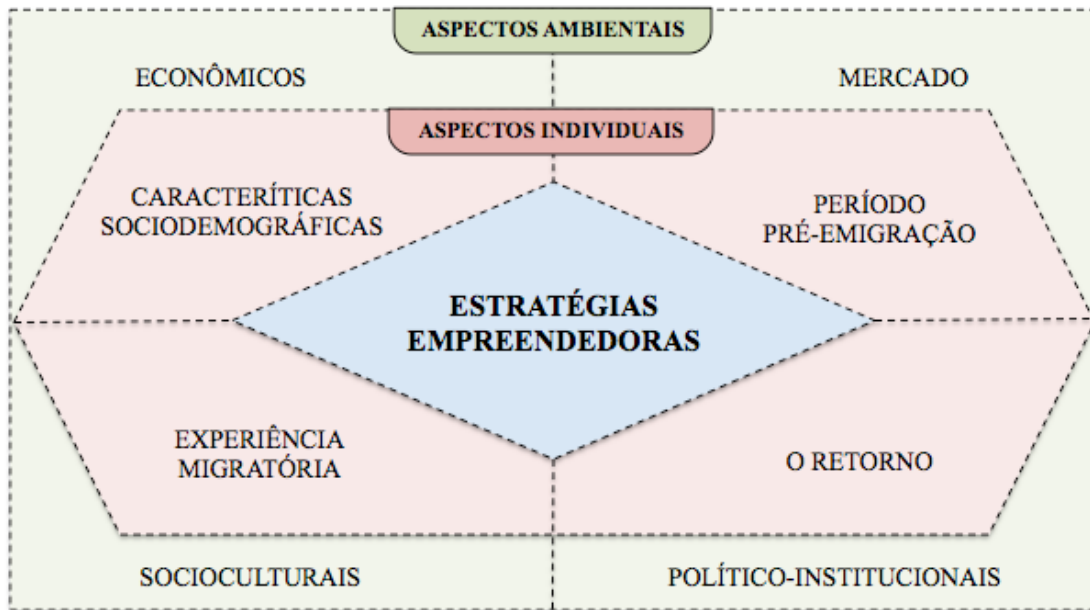 ASPECTOS AMBIENTAIS
ECONÔMICOS
MERCADO
ASPECTOS INDIVIDUAIS
CARACTERÍTICAS
SOCIODEMOGRÁFICAS
PERÍODO
PRÉ-EMIGRAÇÃO
ESTRATÉGIAS
EMPREENDEDORAS
EXPERIÊNCIA
MIGRATÓRIA
O RETORNO
SOCIOCULTURAIS
POLÍTICO-INSTITUCIONAIS